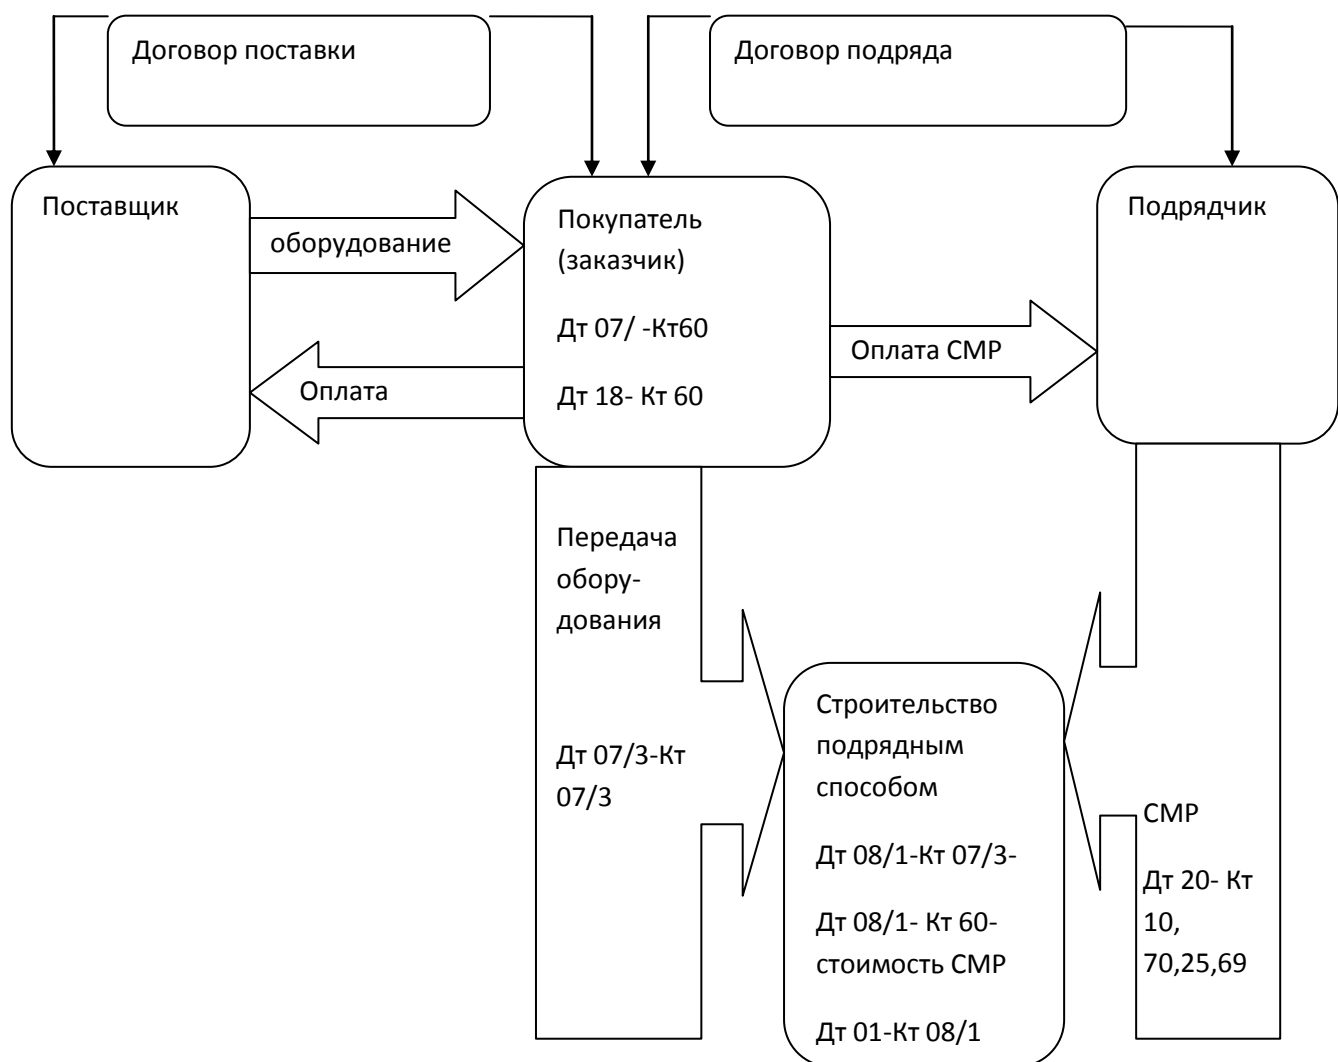 Договор поставки
Договор подряда
Поставщик
оборудование
Оплата
Покупатель
(заказчик)
Дт 07/ -Кт60
Дт 18- Кт 60
Оплата СМР
Подрядчик
Передача
обору-
дования
Дт 07/3-Кт
07/3
Строительство
подрядным
способом
Дт 08/1-Кт 07/3-
Дт 08/1- Кт 60-
стоимость СМР
Дт 01-Кт 08/1
СМР
Дт 20- Кт
10,
70,25,69